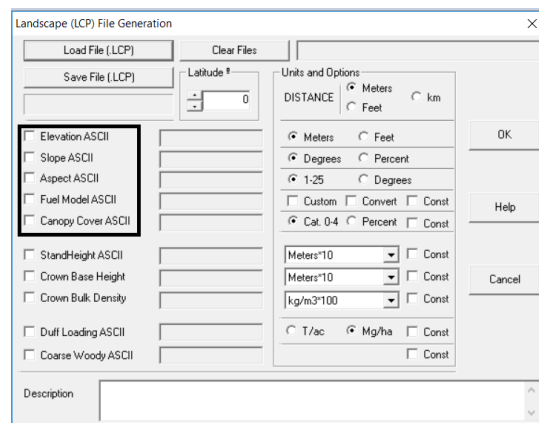 Landscape (LCP) File Generation
Load File (.LCP) Clear Files
Save File (.LCP) Latitude º Units and Options
0 DISTANCE Meters km
Feet
Elevation ASCII Meters Feet
Slope ASCII Degrees Percent
Aspect ASCII 1-25 Degrees
Fuel Model ASCII Custom Convert Const
Canopy Cover ASCII Cat. 0-4 Percent Const
StandHeight ASCII Meters*10 Const
Crown Base Height Meters*10 Const
Crown Bulk Density kg/m3*100 Const
Duff Loading ASCII T/ac Mg/ha Const
Coarse Woody ASCII Const
OK
Help
Cancel
Description